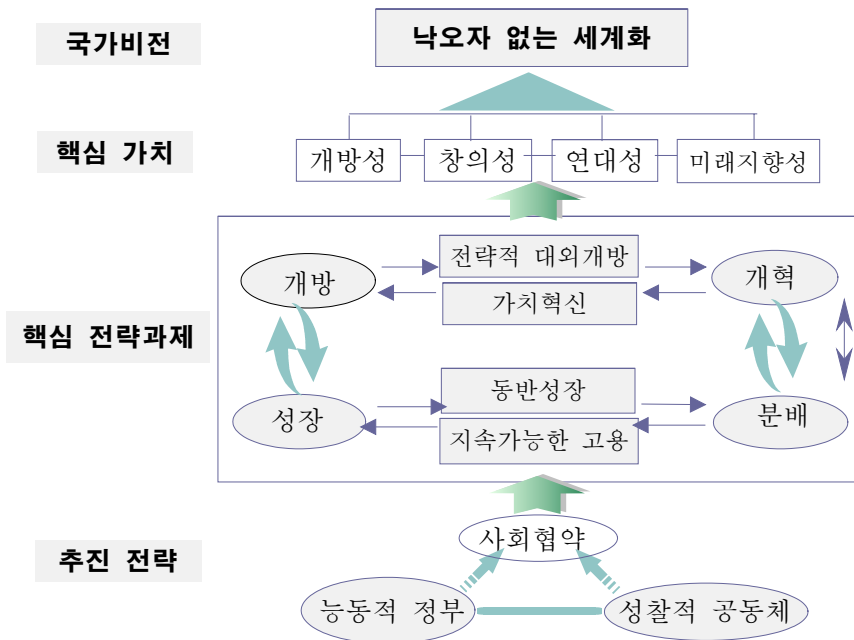 국가비전
낙오자 없는 세계화
핵심 가치
개방성
창의성
연대성
미래지향성
핵심 전략과제
개방
전략적 대외개방
가치혁신
개혁
성장
동반성장
지속가능한 고용
분배
추진 전략
사회협약
능동적 정부
성찰적 공동체